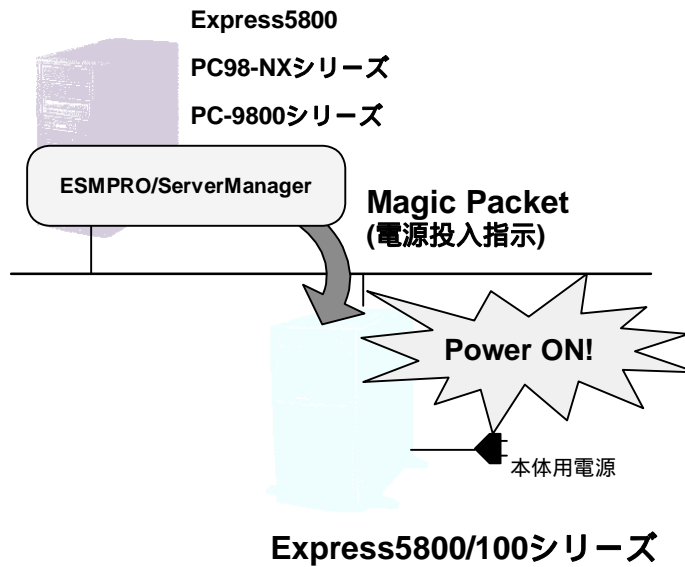 Express5800
PC98-NXシリーズ
PC-9800シリーズ
ESMPRO/ServerManager
Magic Packet
(電源投入指示)
Power ON!
本体用電源
Express5800/100シリーズ